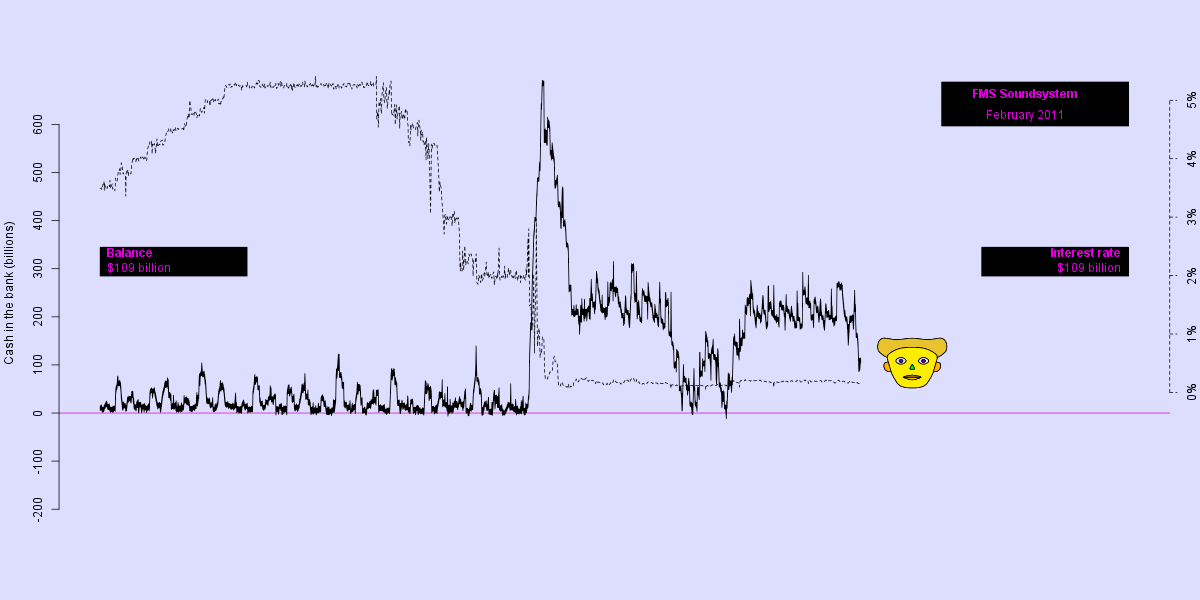 FMS Soundsystem
February 2011
Balance
$109 billion
Interest rate
$109 billion
Cash in the bank (billions)
600
500
400
300
200
100
0
-100
-200
5%
4%
3%
2%
1%
0%